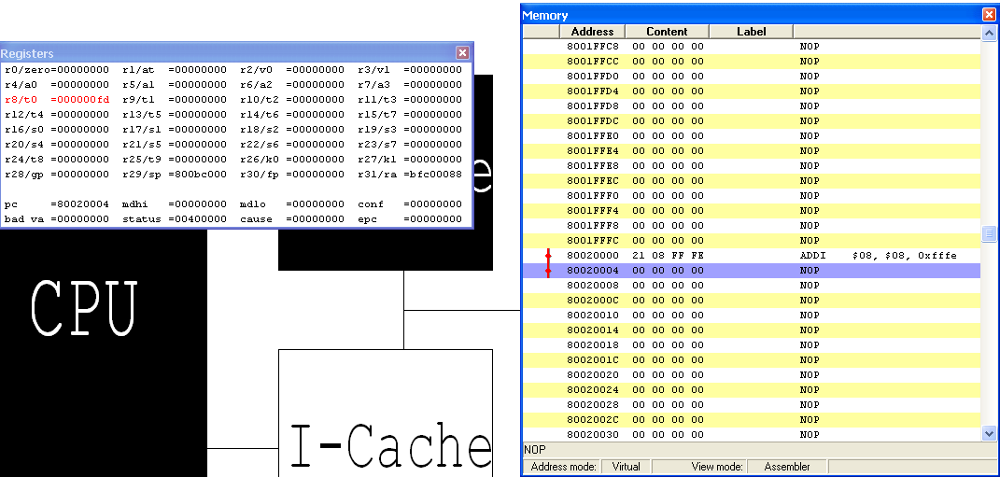 Registers
r0/zero=00000000 r1/at =00000000 r2/v0 =00000000 r3/v1 =00000000
r4/a0 =00000000 r5/a1 =00000000 r6/a2 =00000000 r7/a3 =00000000
r8/t0 =000000fd r9/t1 =00000000 r10/t2 =00000000 r11/t3 =00000000
r12/t4 =00000000 r13/t5 =00000000 r14/t6 =00000000 r15/t7 =00000000
r16/s0 =00000000 r17/s1 =00000000 r18/s2 =00000000 r19/s3 =00000000
r20/s4 =00000000 r21/s5 =00000000 r22/s6 =00000000 r23/s7 =00000000
r24/t8 =00000000 r25/t9 =00000000 r26/k0 =00000000 r27/k1 =00000000
r28/gp =00000000 r29/sp =800bc000 r30/fp =00000000 r31/ra =bfc00088
pc =80020004 mdhi =00000000 mdlo =00000000 conf =00000000
bad va =00000000 status =00400000 cause =00000000 epc =00000000
e
CPU
I-Cache
Memory
Address Content Label
8001FFC8 00 00 00 00 NOP
8001FFCC 00 00 00 00 NOP
8001FFD0 00 00 00 00 NOP
8001FFD4 00 00 00 00 NOP
8001FFD8 00 00 00 00 NOP
8001FFDC 00 00 00 00 NOP
8001FFE0 00 00 00 00 NOP
8001FFE4 00 00 00 00 NOP
8001FFE8 00 00 00 00 NOP
8001FFEC 00 00 00 00 NOP
8001FFF0 00 00 00 00 NOP
8001FFF4 00 00 00 00 NOP
8001FFF8 00 00 00 00 NOP
8001FFFC 00 00 00 00 NOP
80020000 21 08 FF FE ADDI $08, $08, 0xfffe
80020004 00 00 00 00 NOP
80020008 00 00 00 00 NOP
8002000C 00 00 00 00 NOP
80020010 00 00 00 00 NOP
80020014 00 00 00 00 NOP
80020018 00 00 00 00 NOP
8002001C 00 00 00 00 NOP
80020020 00 00 00 00 NOP
80020024 00 00 00 00 NOP
80020028 00 00 00 00 NOP
8002002C 00 00 00 00 NOP
80020030 00 00 00 00 NOP
NOP
Address mode: Virtual View mode: Assembler